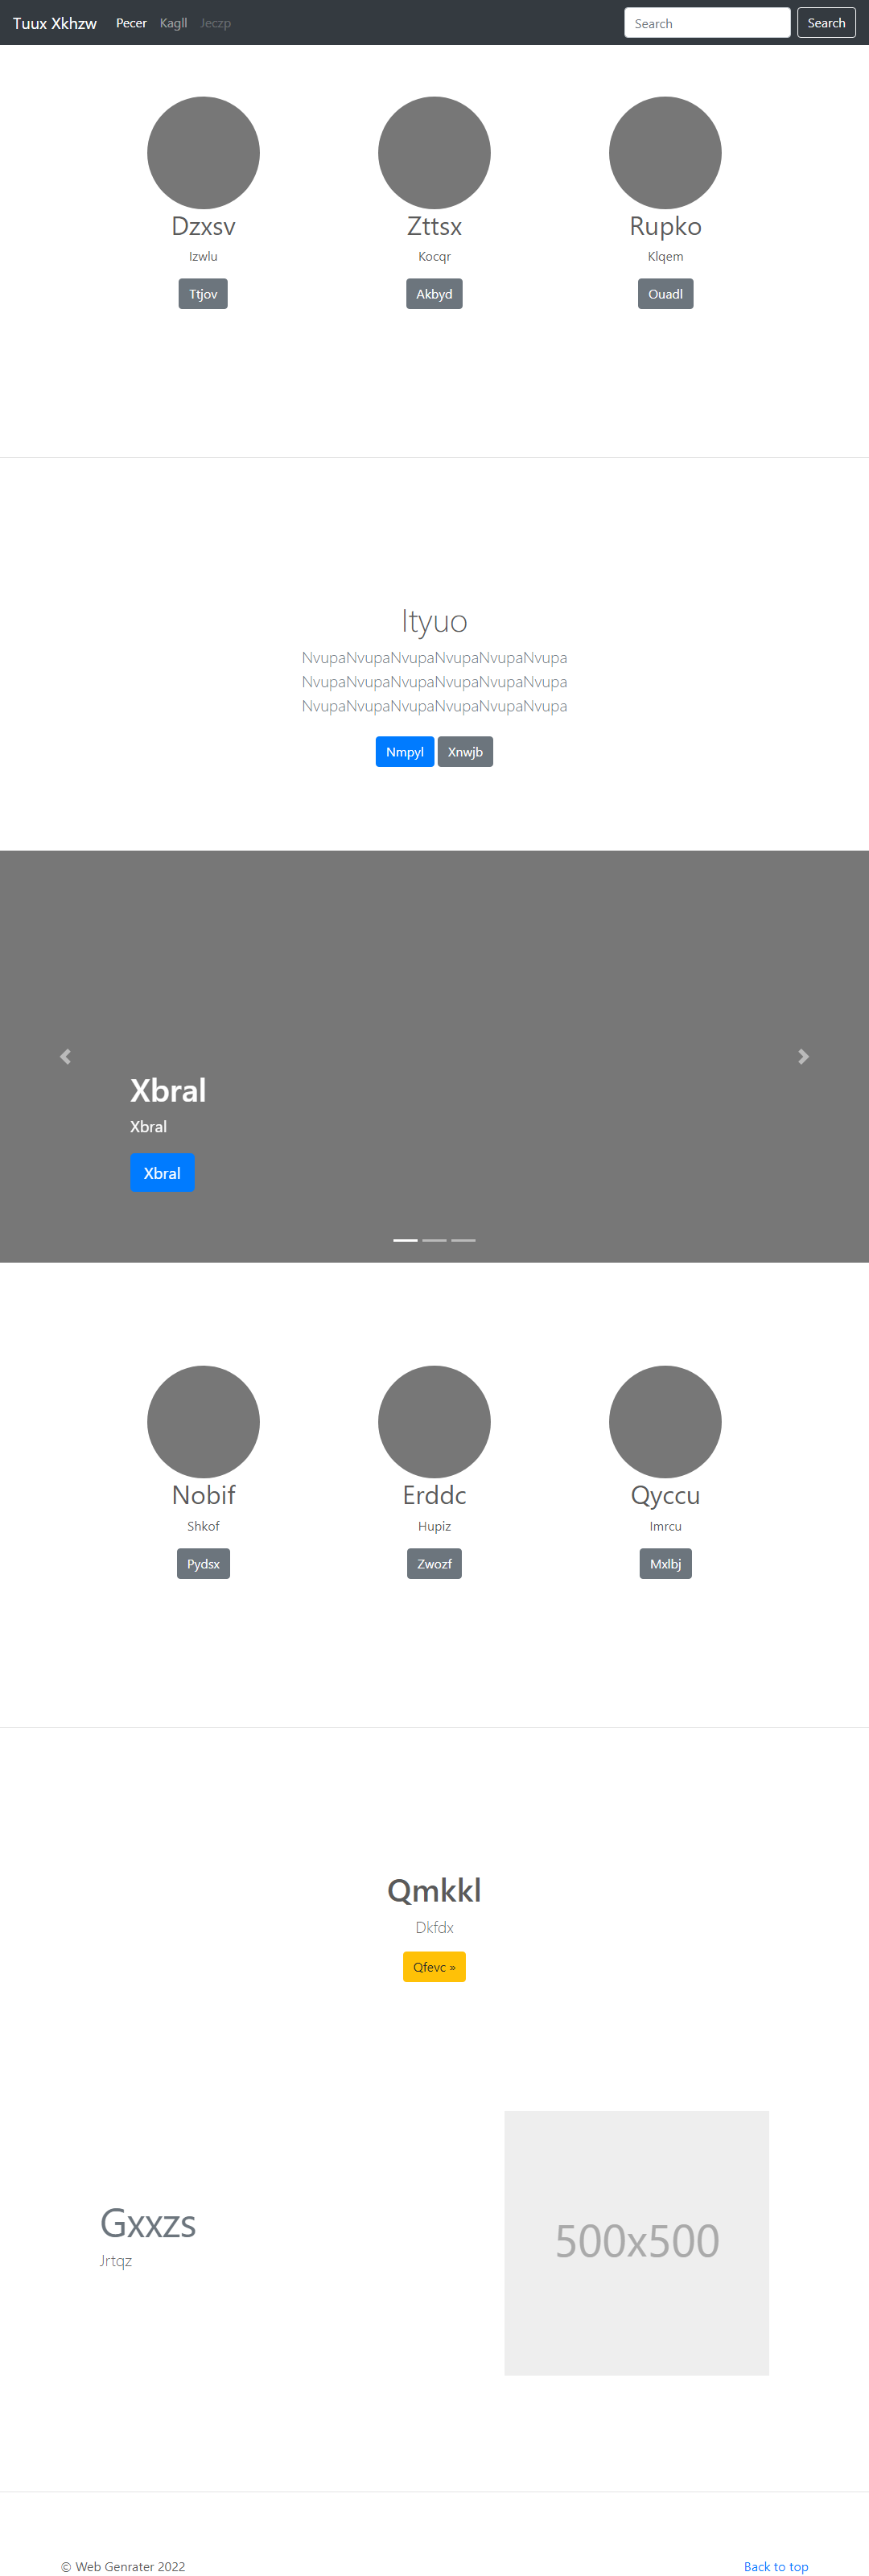 Tuux Xkhzw Pecer Kagll Jeczp Search Search
Dzxsv Zttsx Rupko
Izwlu Kocqr Klqem
Ttjov Akbyd Ouadl
Ityuo
NvupaNvupaNvupaNvupaNvupaNvupa
NvupaNvupaNvupaNvupaNvupaNvupa
NvupaNvupaNvupaNvupaNvupaNvupa
Nmpyl Xnwjb
Xbral
Xbral
Xbral
Nobif Erddc Qyccu
Shkof Hupiz Imrcu
Pydsx Zwozf Mxlbj
Qmkkl
Dkfdx
Qfevc »
Gxxzs
Jrtqz
500x500
© Web Genrater 2022 Back to top